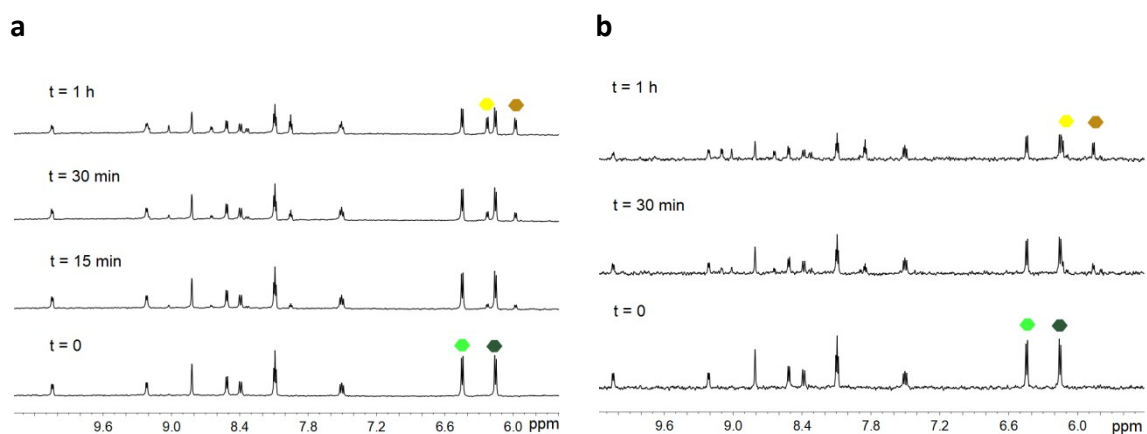 a
t = 1 h
t = 30 min
t = 15 min
t = 0
9.6 9.0 8.4 7.8 7.2 6.6 6.0 ppm
b
t = 1 h
t = 30 min
t = 0
9.6 9.0 8.4 7.8 7.2 6.6 6.0 ppm